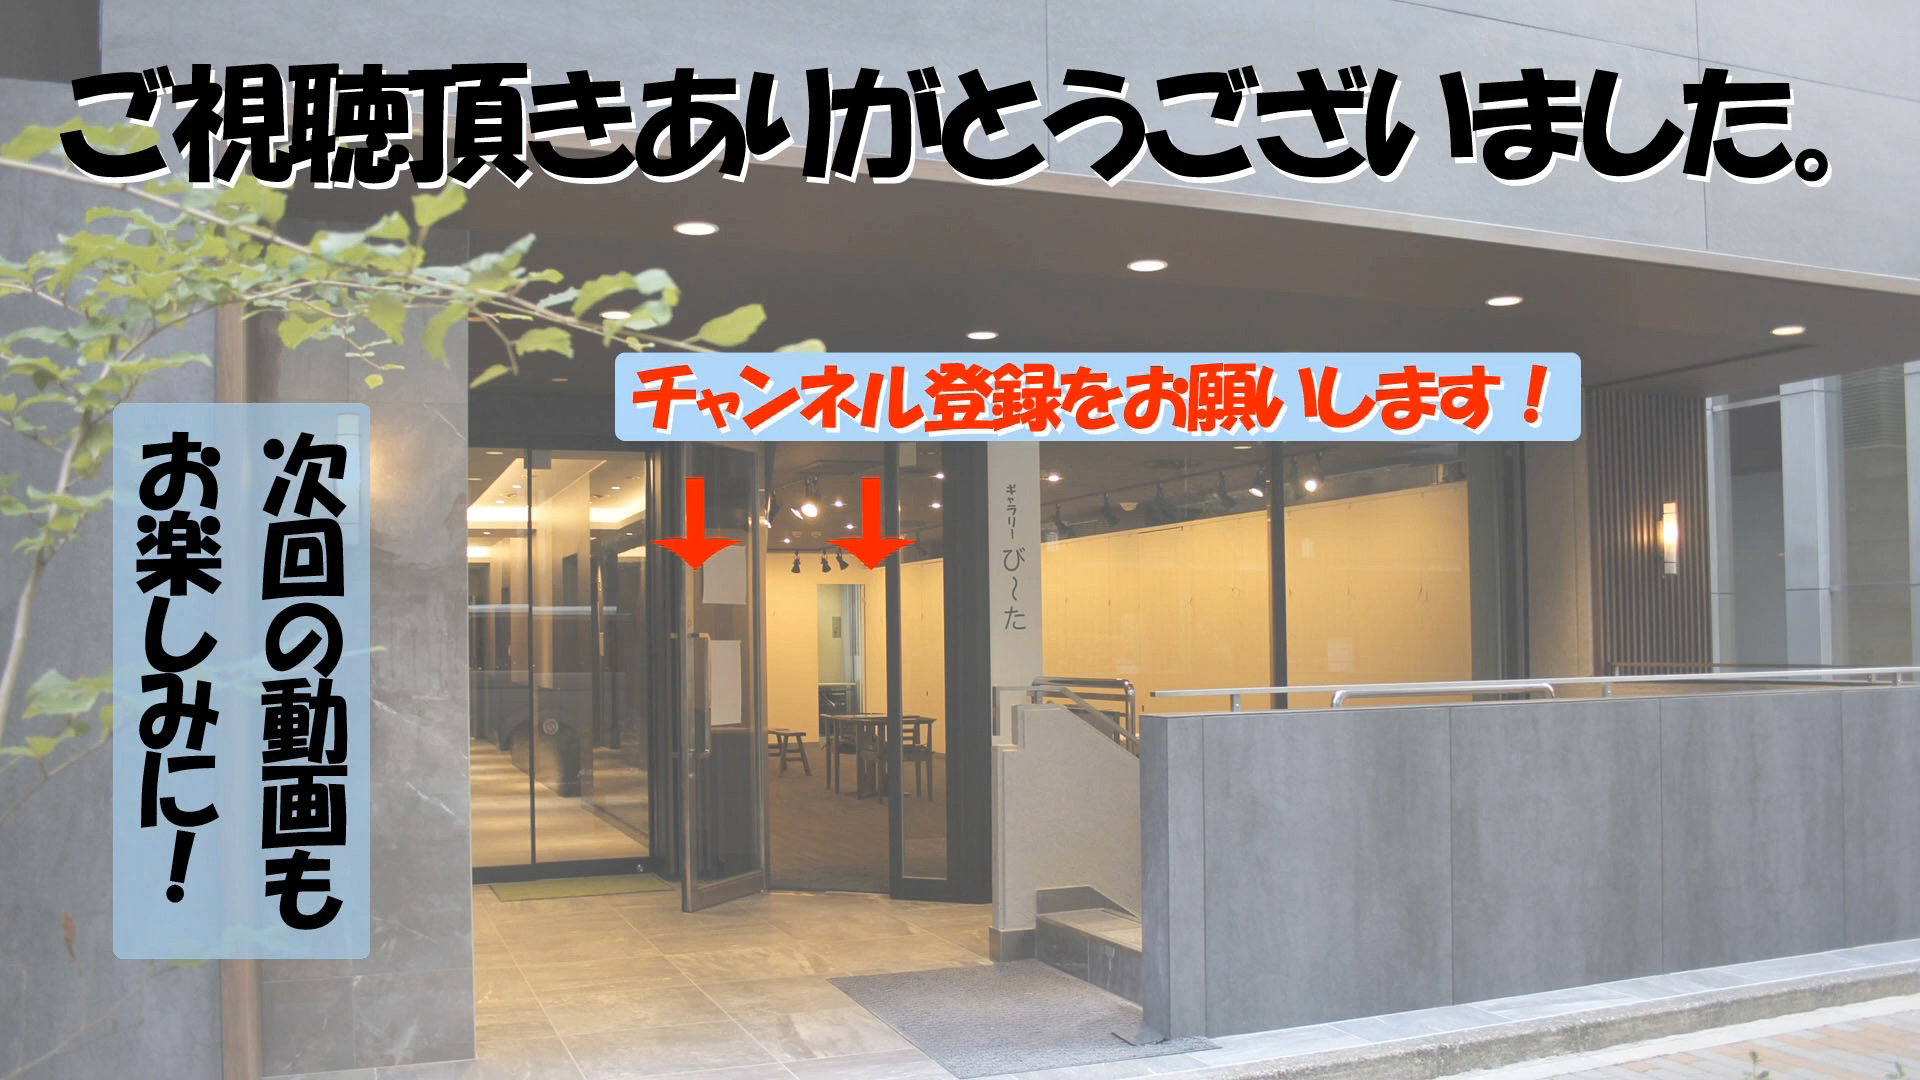 ご視聴頂きありがとうございました。
チャンネル登録をお願いします！
次回の動画も
お楽しみに！
ギャラリー び～た